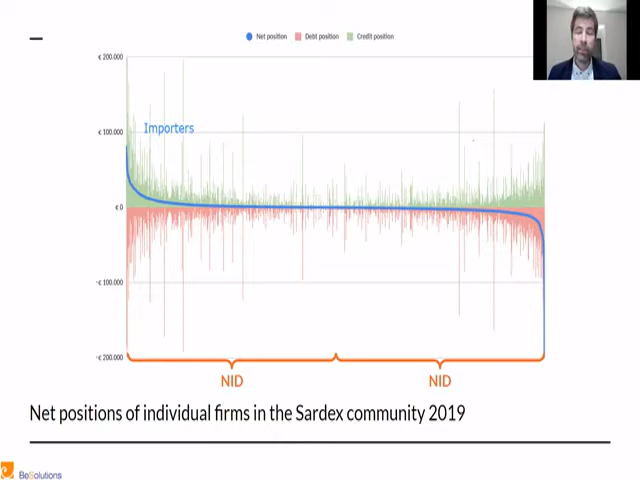 Net position Debt position Credit position
€ 200.000
Importers
€ 100.000
€ 0
-€ 100.000
-€ 200.000
NID NID
Net positions of individual firms in the Sardex community 2019
BeSolutions